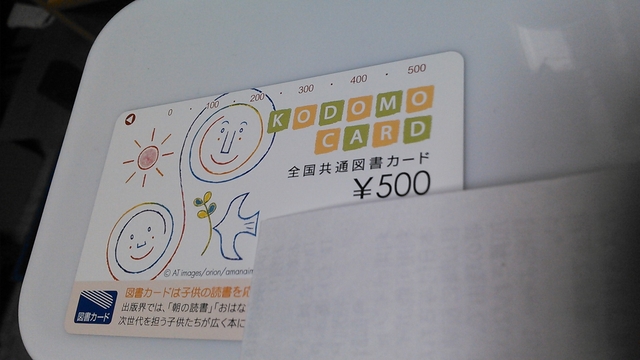 0 ・ 100 ・ 200 ・ 300 ・ 400 ・ 500
KODOMO
CARD
全国共通図書カード
¥500
© AI images/orion/amanaim
図書カードは子供の読書を応
出版界では、「朝の読書」「おはな
次世代を担う子供たちが広く本に
図書カード